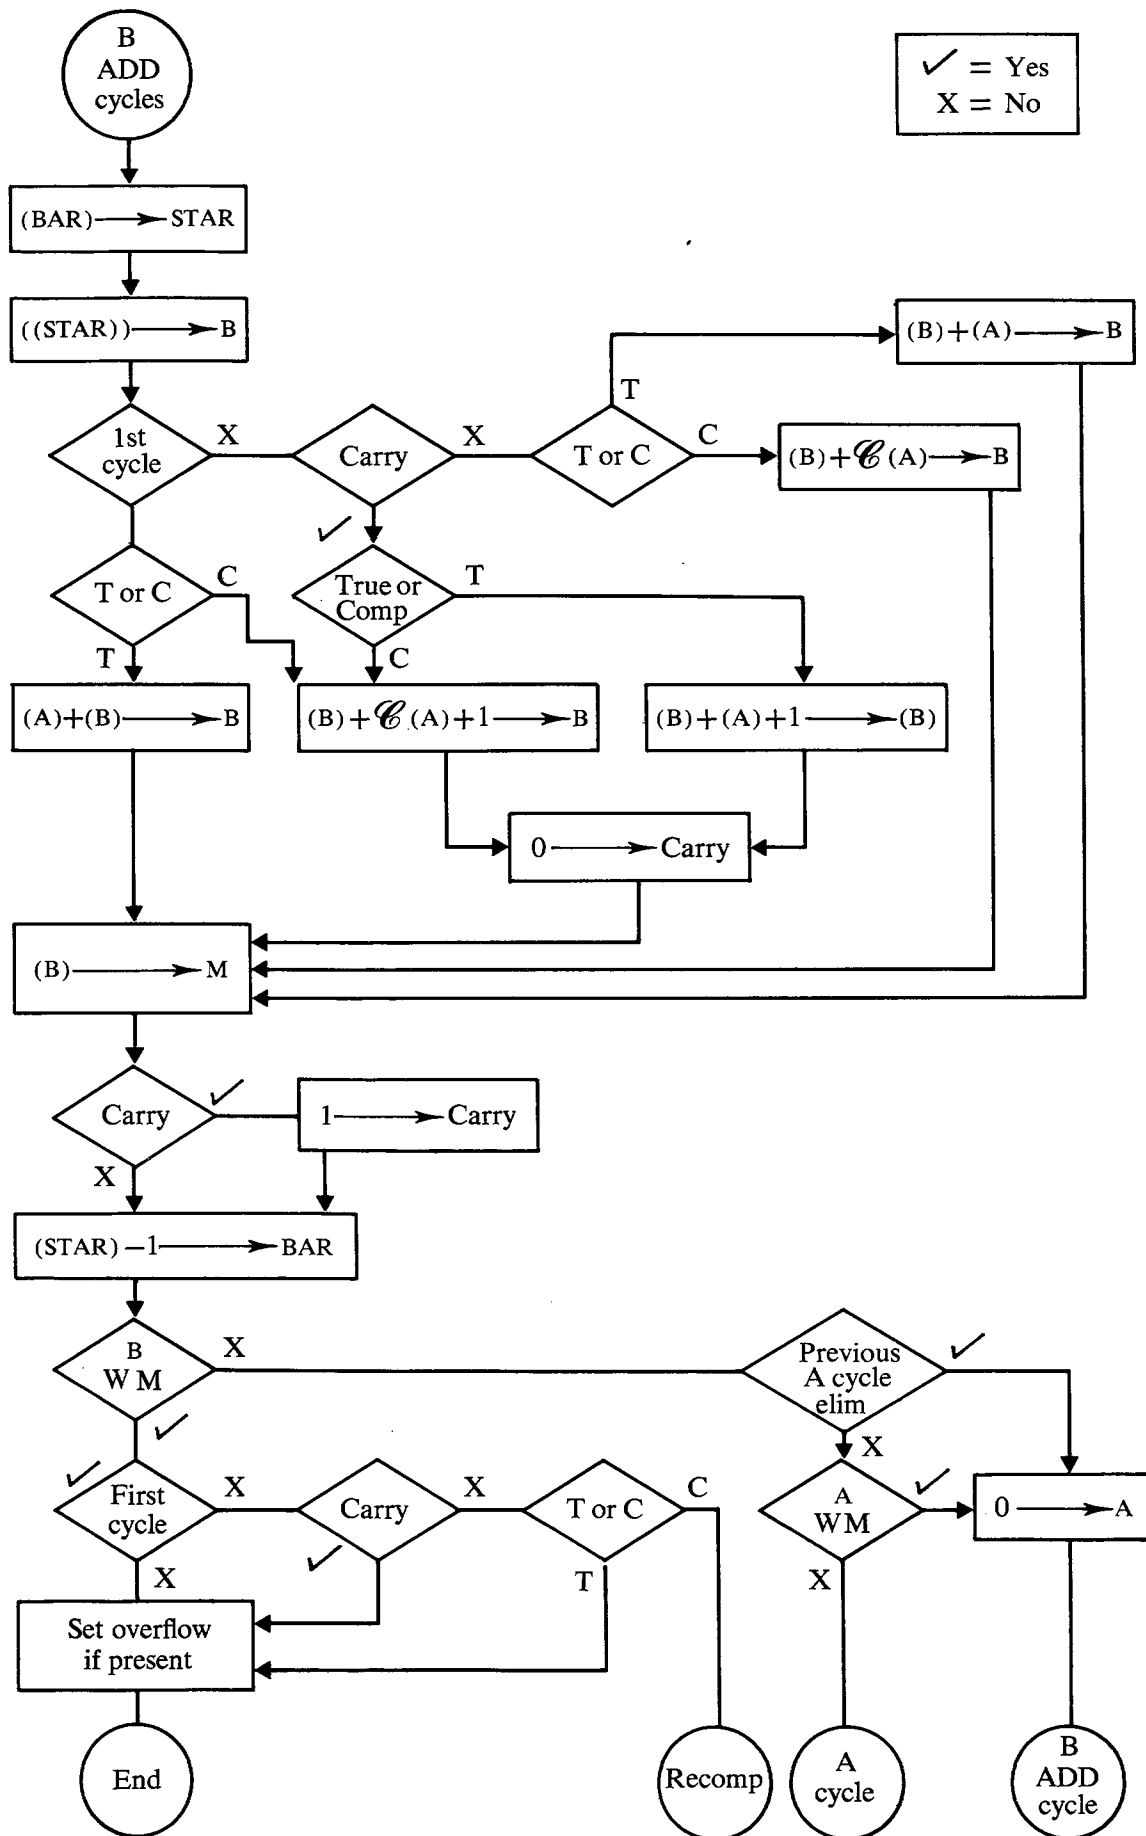 B
ADD
cycles
✓ = Yes
X = No
(BAR) → STAR
((STAR)) → B
(B)+(A) → B
T
1st
cycle
X
Carry
X
T or C
C
(B)+𝒞(A) → B
✓
T or C
C
True or
Comp
T
T
C
(A)+(B) → B
(B)+𝒞(A)+1 → B
(B)+(A)+1 → (B)
0 → Carry
(B) → M
Carry
✓
1 → Carry
X
(STAR) −1 → BAR
B
W M
X
Previous
A cycle
elim
✓
✓
X
✓
First
cycle
X
Carry
X
T or C
C
A
WM
✓
0 → A
✓
X
T
X
Set overflow
if present
End
Recomp
A
cycle
B
ADD
cycle